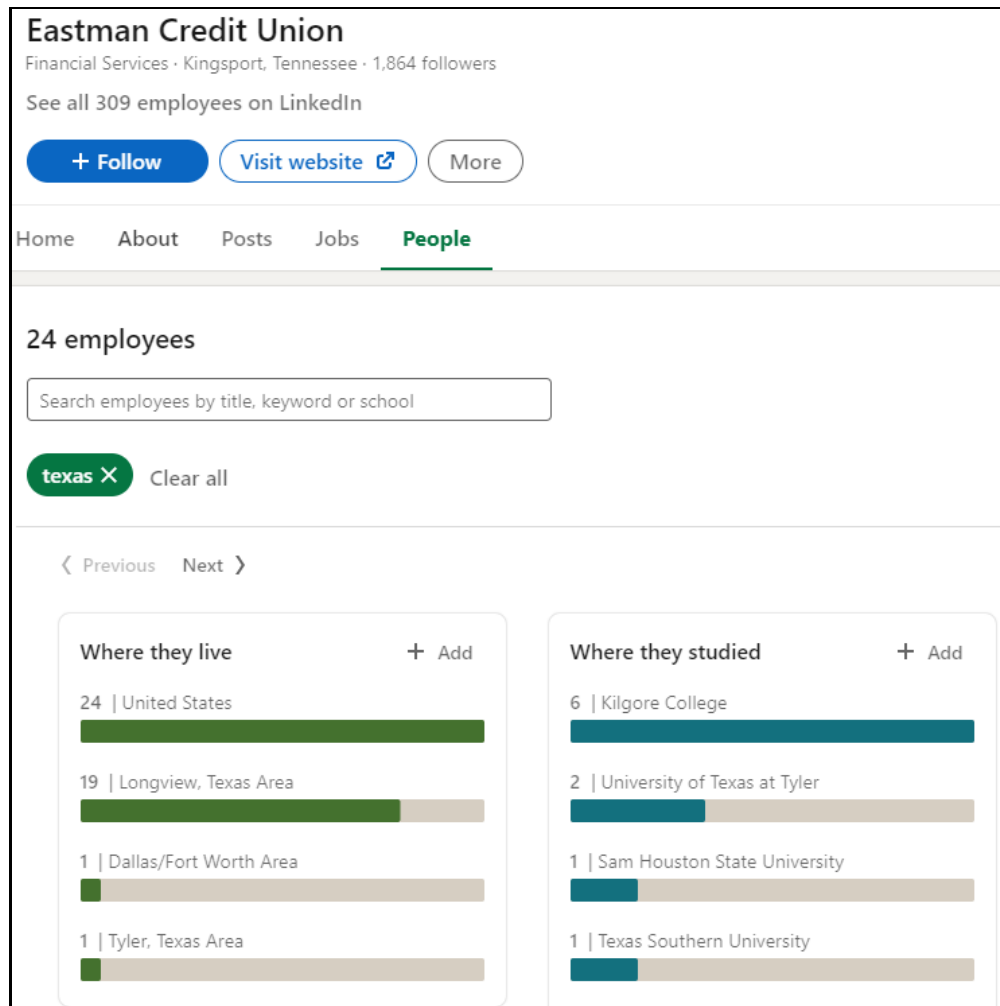 Eastman Credit Union
Financial Services · Kingsport, Tennessee · 1,864 followers
See all 309 employees on LinkedIn
+ Follow
Visit website
More
Home
About
Posts
Jobs
People
24 employees
Search employees by title, keyword or school
texas ✕
Clear all
Previous
Next
Where they live
+ Add
24 | United States
19 | Longview, Texas Area
1 | Dallas/Fort Worth Area
1 | Tyler, Texas Area
Where they studied
+ Add
6 | Kilgore College
2 | University of Texas at Tyler
1 | Sam Houston State University
1 | Texas Southern University